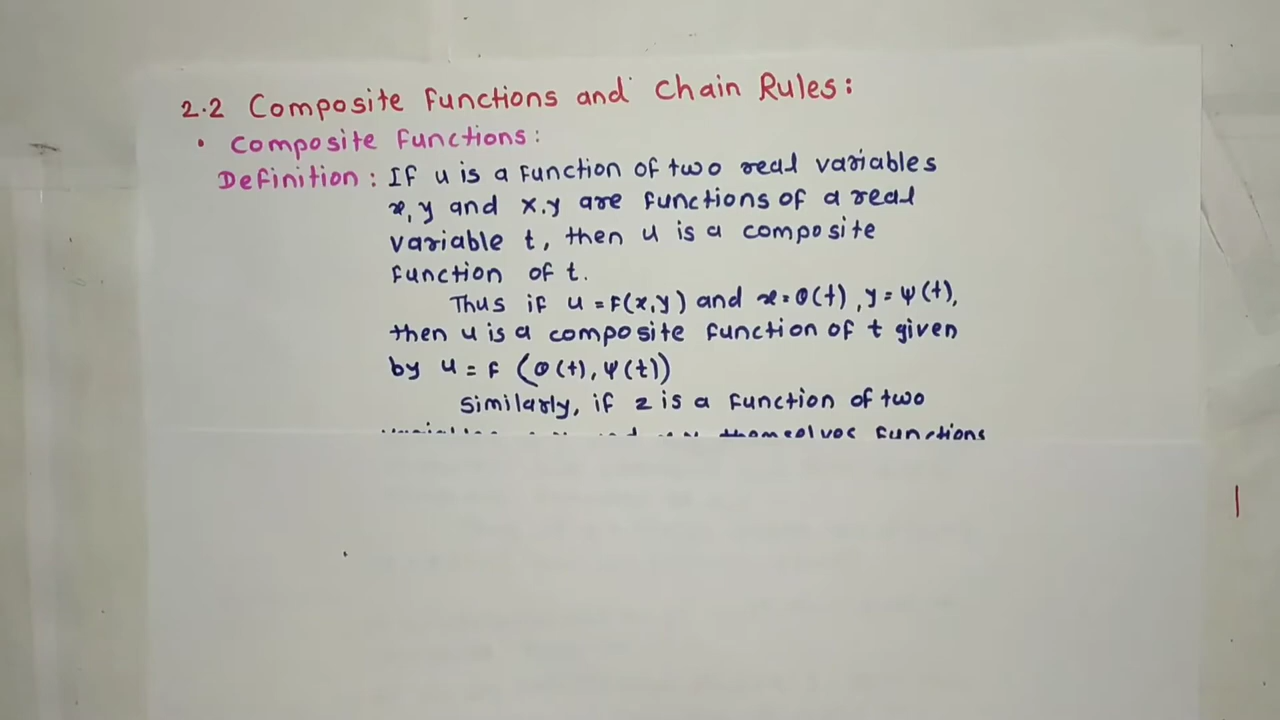 2.2 Composite Functions and Chain Rules:
• Composite Functions:
Definition: If u is a function of two real variables
x, y and x.y are functions of a real
variable t, then u is a composite
function of t.
Thus if u = f(x,y) and x = Θ(t), y = ψ(t),
then u is a composite function of t given
by u = f (Θ(t), ψ(t))
Similarly, if z is a function of two
themselves functions